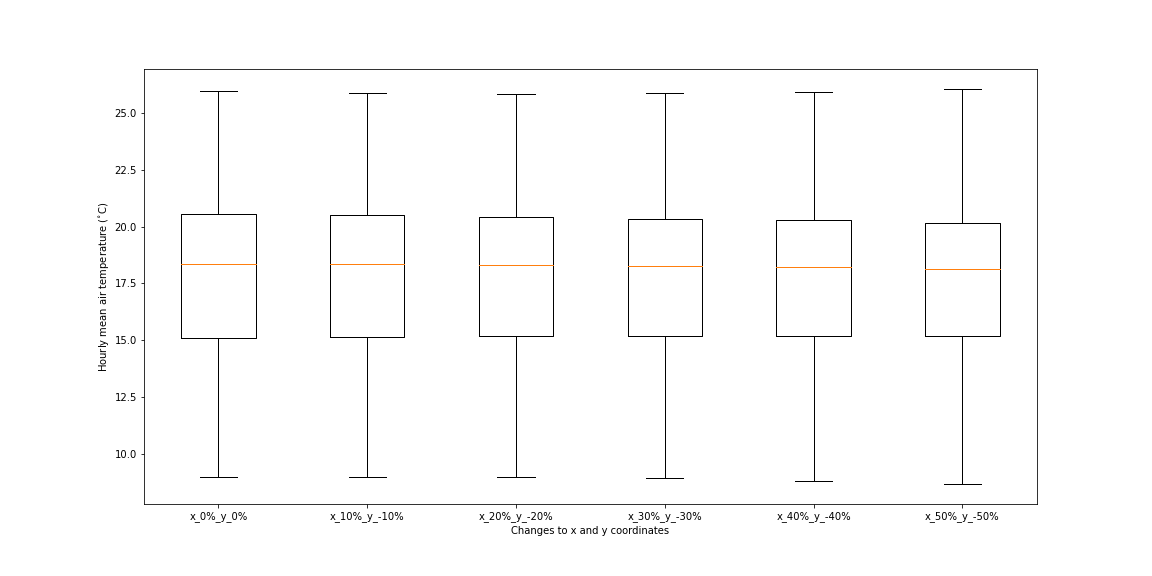 Hourly mean air temperature (°C)
25.0
22.5
20.0
17.5
15.0
12.5
10.0
x_0%_y_0% x_10%_y_-10% x_20%_y_-20% x_30%_y_-30% x_40%_y_-40% x_50%_y_-50%
Changes to x and y coordinates